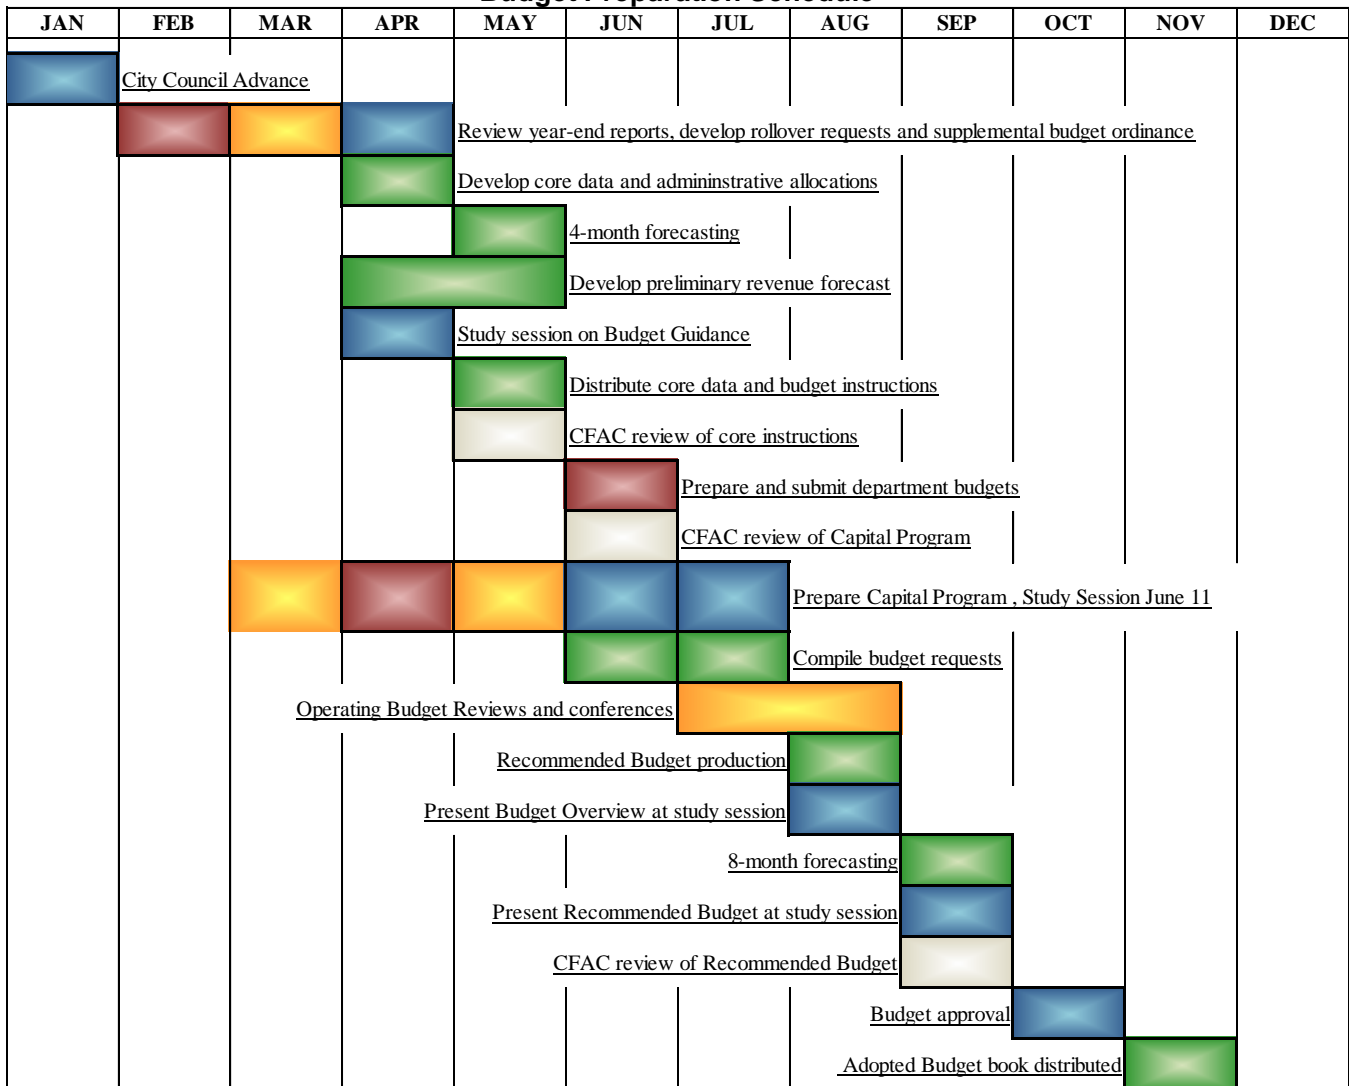 Budget Preparation Schedule
JAN FEB MAR APR MAY JUN JUL AUG SEP OCT NOV DEC
City Council Advance
Review year-end reports, develop rollover requests and supplemental budget ordinance
Develop core data and admininstrative allocations
4-month forecasting
Develop preliminary revenue forecast
Study session on Budget Guidance
Distribute core data and budget instructions
CFAC review of core instructions
Prepare and submit department budgets
CFAC review of Capital Program
Prepare Capital Program , Study Session June 11
Compile budget requests
Operating Budget Reviews and conferences
Recommended Budget production
Present Budget Overview at study session
8-month forecasting
Present Recommended Budget at study session
CFAC review of Recommended Budget
Budget approval
Adopted Budget book distributed